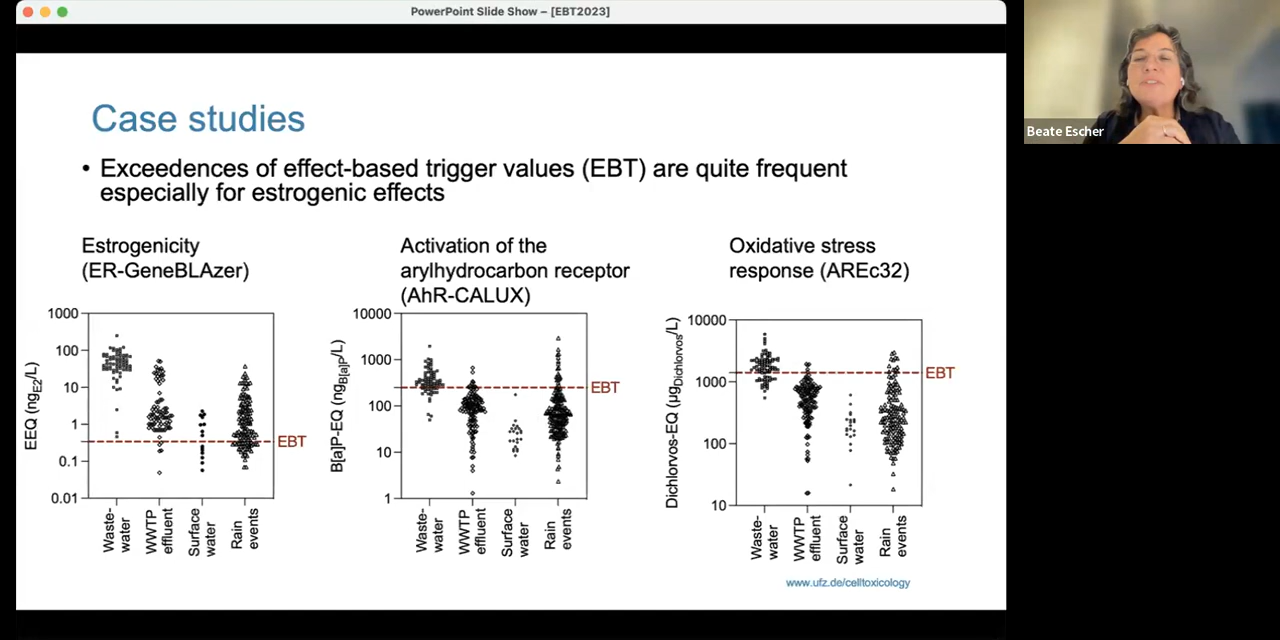 PowerPoint Slide Show – [EBT2023]
Beate Escher
Case studies
• Exceedences of effect-based trigger values (EBT) are quite frequent
especially for estrogenic effects
Estrogenicity
(ER-GeneBLAzer)
EEQ (ngE2/L)
1000
100
10
1
0.1
0.01
EBT
Waste-
water
WWTP
effluent
Surface
water
Rain
events
Activation of the
arylhydrocarbon receptor
(AhR-CALUX)
B[a]P-EQ (ngB[a]P/L)
10000
1000
100
10
1
EBT
Waste-
water
WWTP
effluent
Surface
water
Rain
events
Oxidative stress
response (AREc32)
Dichlorvos-EQ (µgDichlorvos/L)
10000
1000
100
10
EBT
Waste-
water
WWTP
effluent
Surface
water
Rain
events
www.ufz.de/celltoxicology